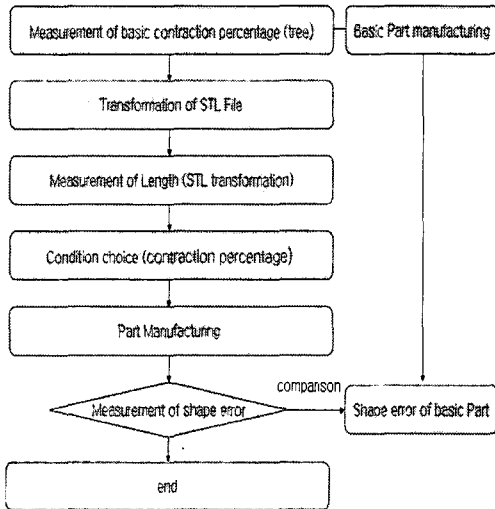 Measurement of basic contraction percentage (tree)
Basic Part manufacturing
Transformation of STL File
Measurement of Length (STL transformation)
Condition choice (contraction percentage)
Part Manufacturing
comparison
Measurement of shape error
Shape error of basic Part
end